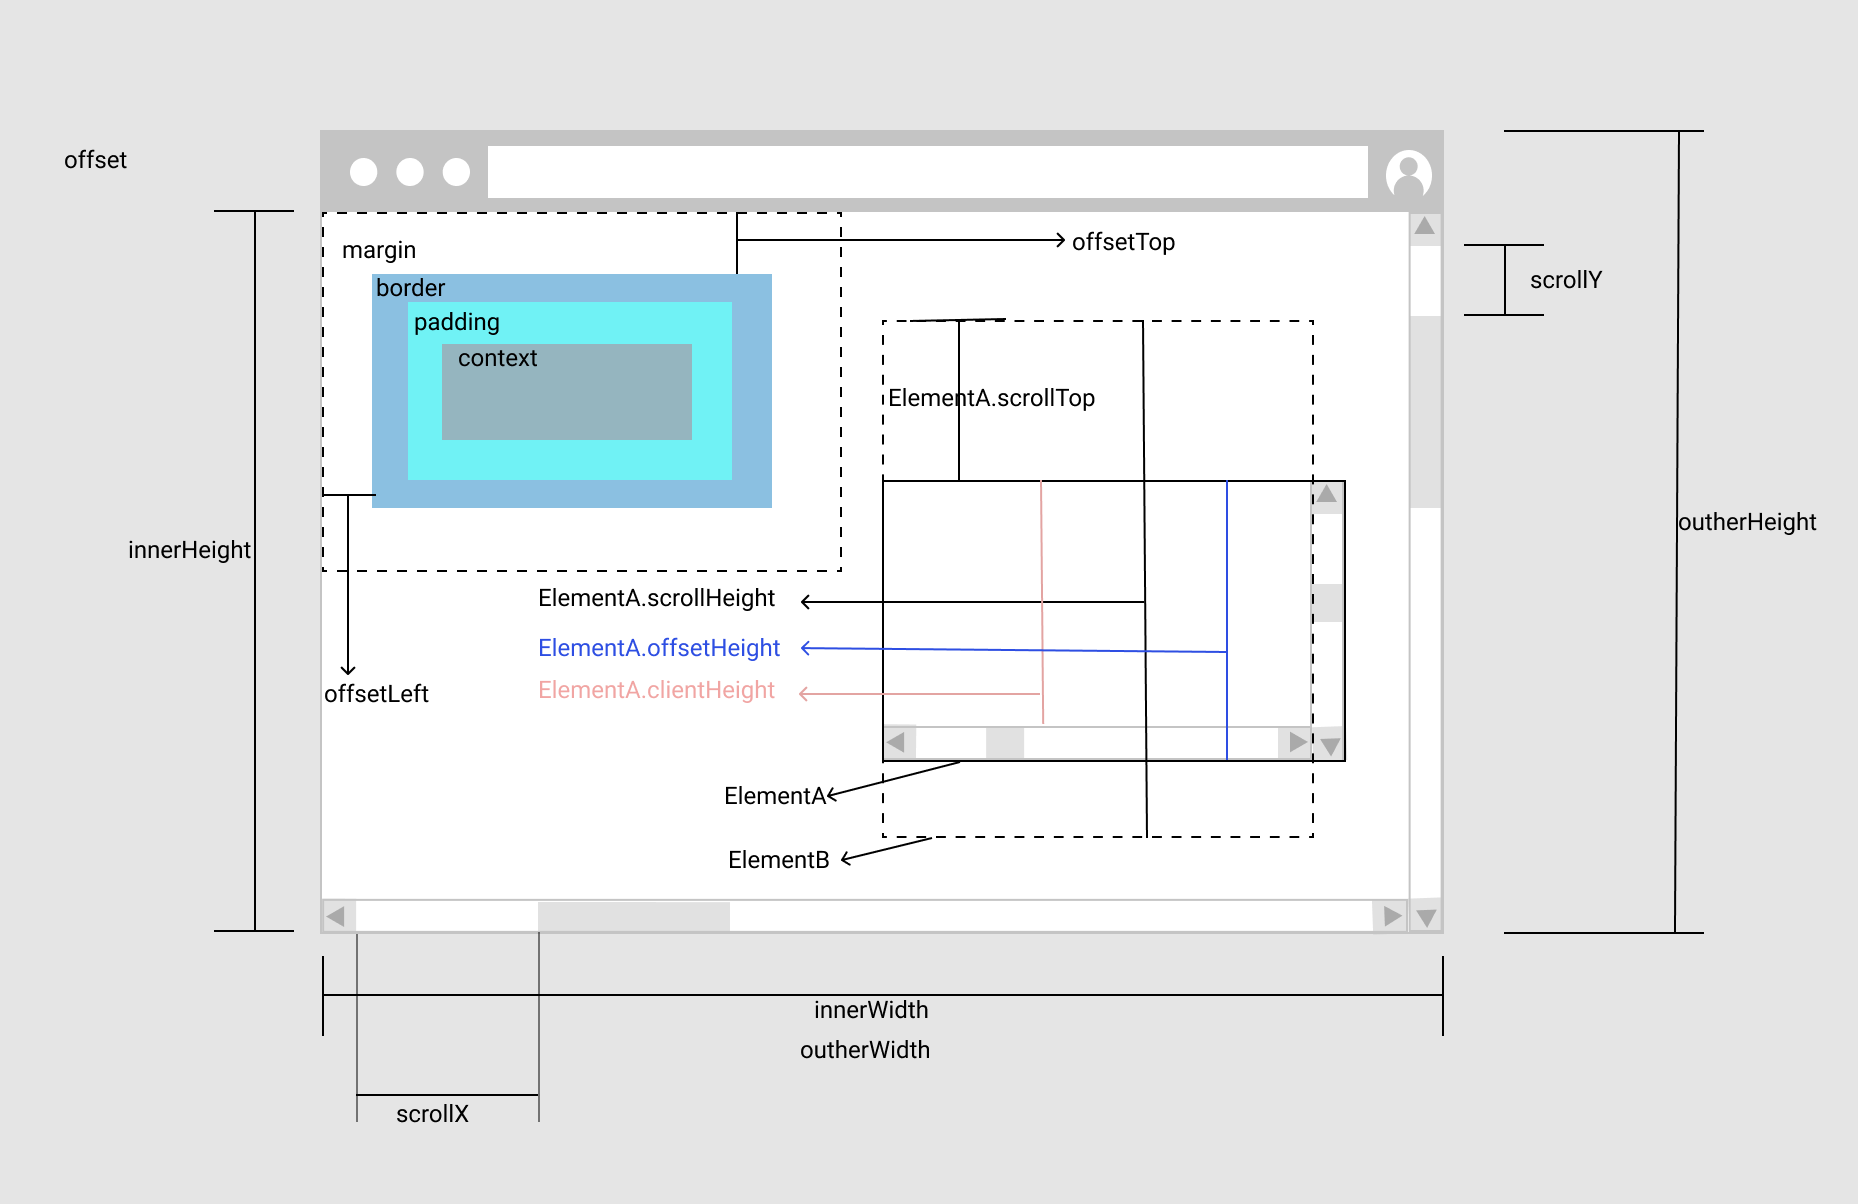 offset
margin
offsetTop
border
scrollY
padding
context
ElementA.scrollTop
outherHeight
innerHeight
ElementA.scrollHeight
ElementA.offsetHeight
ElementA.clientHeight
offsetLeft
ElementA
ElementB
innerWidth
outherWidth
scrollX